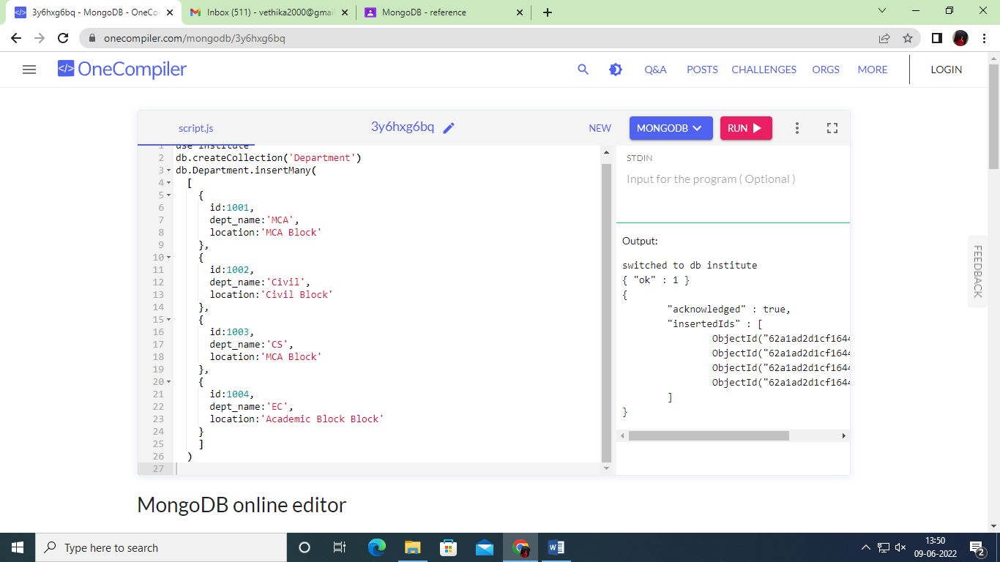 3y6hxg6bq - MongoDB - OneCo
Inbox (511) - vethika2000@gmai
MongoDB - reference
onecompiler.com/mongodb/3y6hxg6bq
</> OneCompiler
Q&A POSTS CHALLENGES ORGS MORE LOGIN
script.js
3y6hxg6bq
NEW
MONGODB
RUN
1 use institute
2 db.createCollection('Department')
3 db.Department.insertMany(
4 [
5 {
6 id:1001,
7 dept_name:'MCA',
8 location:'MCA Block'
9 },
10 {
11 id:1002,
12 dept_name:'Civil',
13 location:'Civil Block'
14 },
15 {
16 id:1003,
17 dept_name:'CS',
18 location:'MCA Block'
19 },
20 {
21 id:1004,
22 dept_name:'EC',
23 location:'Academic Block Block'
24 }
25 ]
26 )
27
STDIN
Input for the program ( Optional )
Output:
switched to db institute
{ "ok" : 1 }
{
"acknowledged" : true,
"insertedIds" : [
ObjectId("62a1ad2d1cf1644
ObjectId("62a1ad2d1cf1644
ObjectId("62a1ad2d1cf1644
ObjectId("62a1ad2d1cf1644
]
}
FEEDBACK
MongoDB online editor
Type here to search
13:50
09-06-2022
2